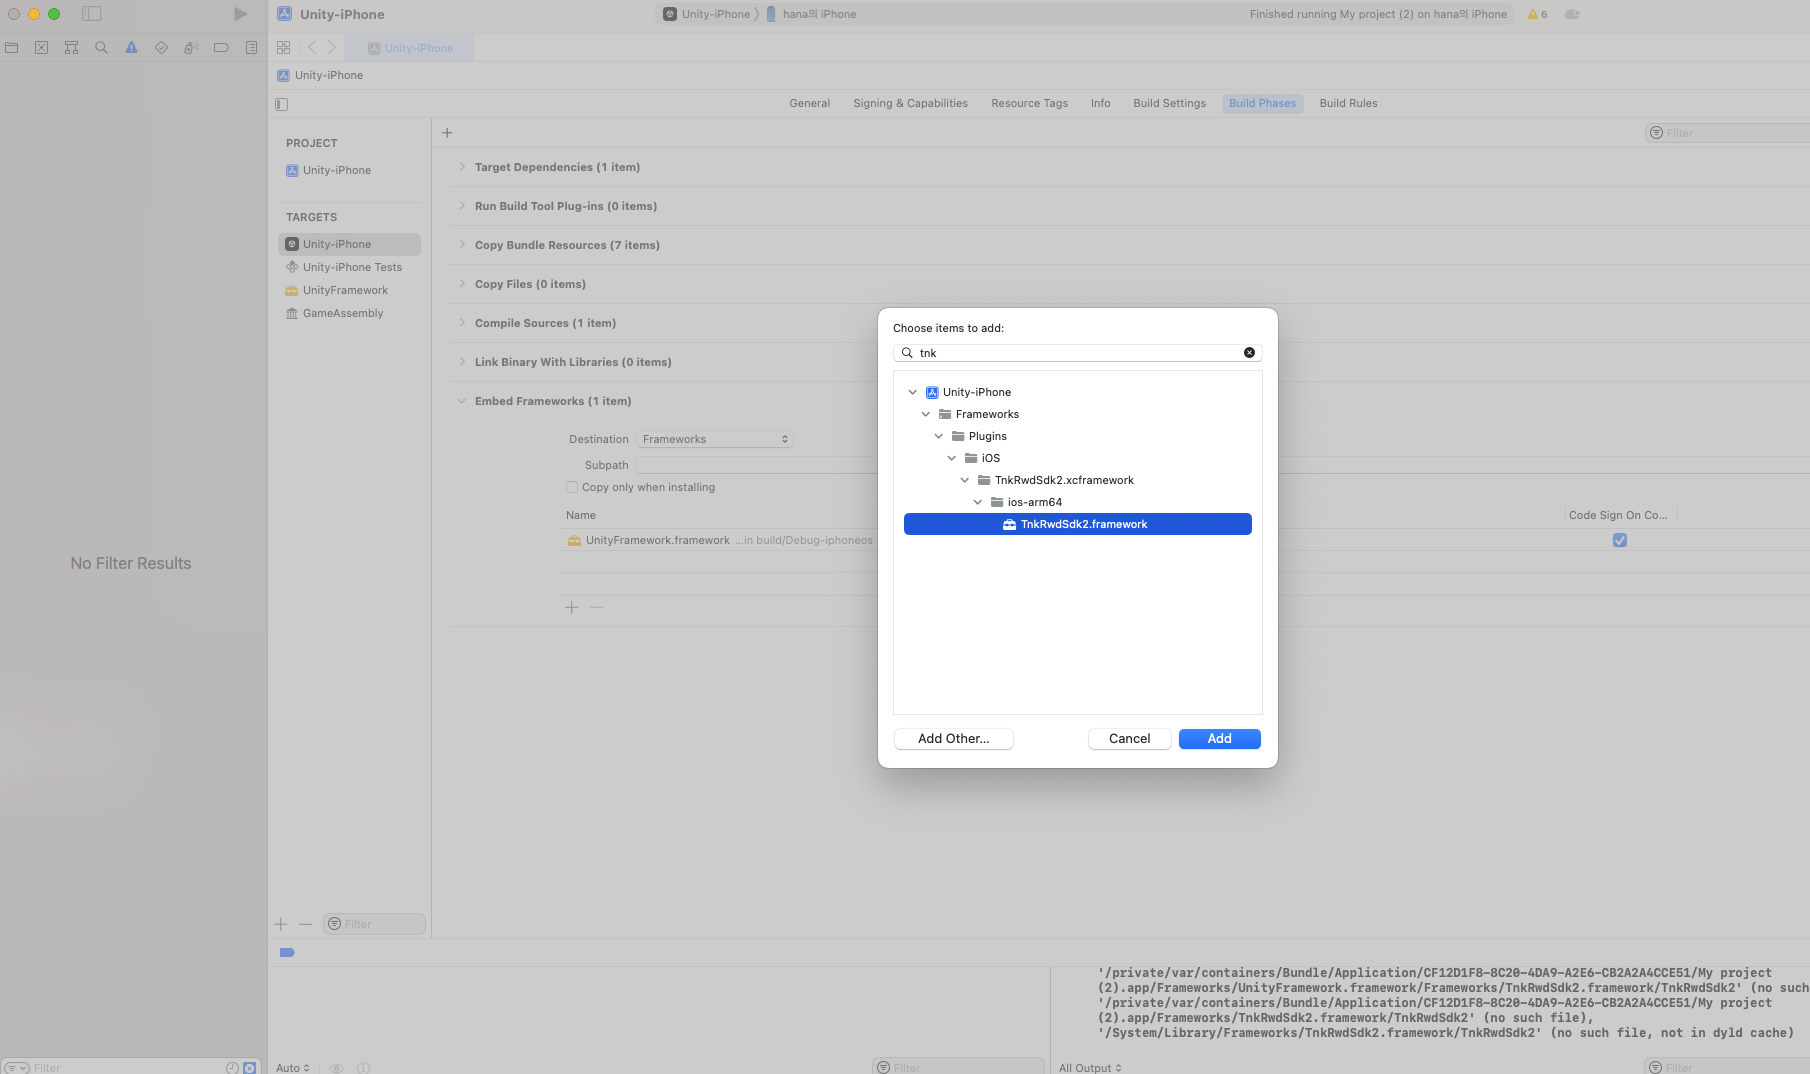 Unity-iPhone
Unity-iPhone
hana의 iPhone
Finished running My project (2) on hana의 iPhone
6
Unity-iPhone
Unity-iPhone
General
Signing & Capabilities
Resource Tags
Info
Build Settings
Build Phases
Build Rules
Filter
PROJECT
Unity-iPhone
TARGETS
Unity-iPhone
Unity-iPhone Tests
UnityFramework
GameAssembly
Filter
No Filter Results
Filter
Target Dependencies (1 item)
Run Build Tool Plug-ins (0 items)
Copy Bundle Resources (7 items)
Copy Files (0 items)
Compile Sources (1 item)
Link Binary With Libraries (0 items)
Embed Frameworks (1 item)
Destination
Frameworks
Subpath
Copy only when installing
Name
Code Sign On Co...
UnityFramework.framework ...in build/Debug-iphoneos
Choose items to add:
tnk
Unity-iPhone
Frameworks
Plugins
iOS
TnkRwdSdk2.xcframework
ios-arm64
TnkRwdSdk2.framework
Add Other...
Cancel
Add
'/private/var/containers/Bundle/Application/CF12D1F8-8C20-4DA9-A2E6-CB2A2A4CCE51/My project
(2).app/Frameworks/UnityFramework.framework/Frameworks/TnkRwdSdk2.framework/TnkRwdSdk2' (no such
'/private/var/containers/Bundle/Application/CF12D1F8-8C20-4DA9-A2E6-CB2A2A4CCE51/My project
(2).app/Frameworks/TnkRwdSdk2.framework/TnkRwdSdk2' (no such file),
'/System/Library/Frameworks/TnkRwdSdk2.framework/TnkRwdSdk2' (no such file, not in dyld cache)
Auto
Filter
All Output
Filter